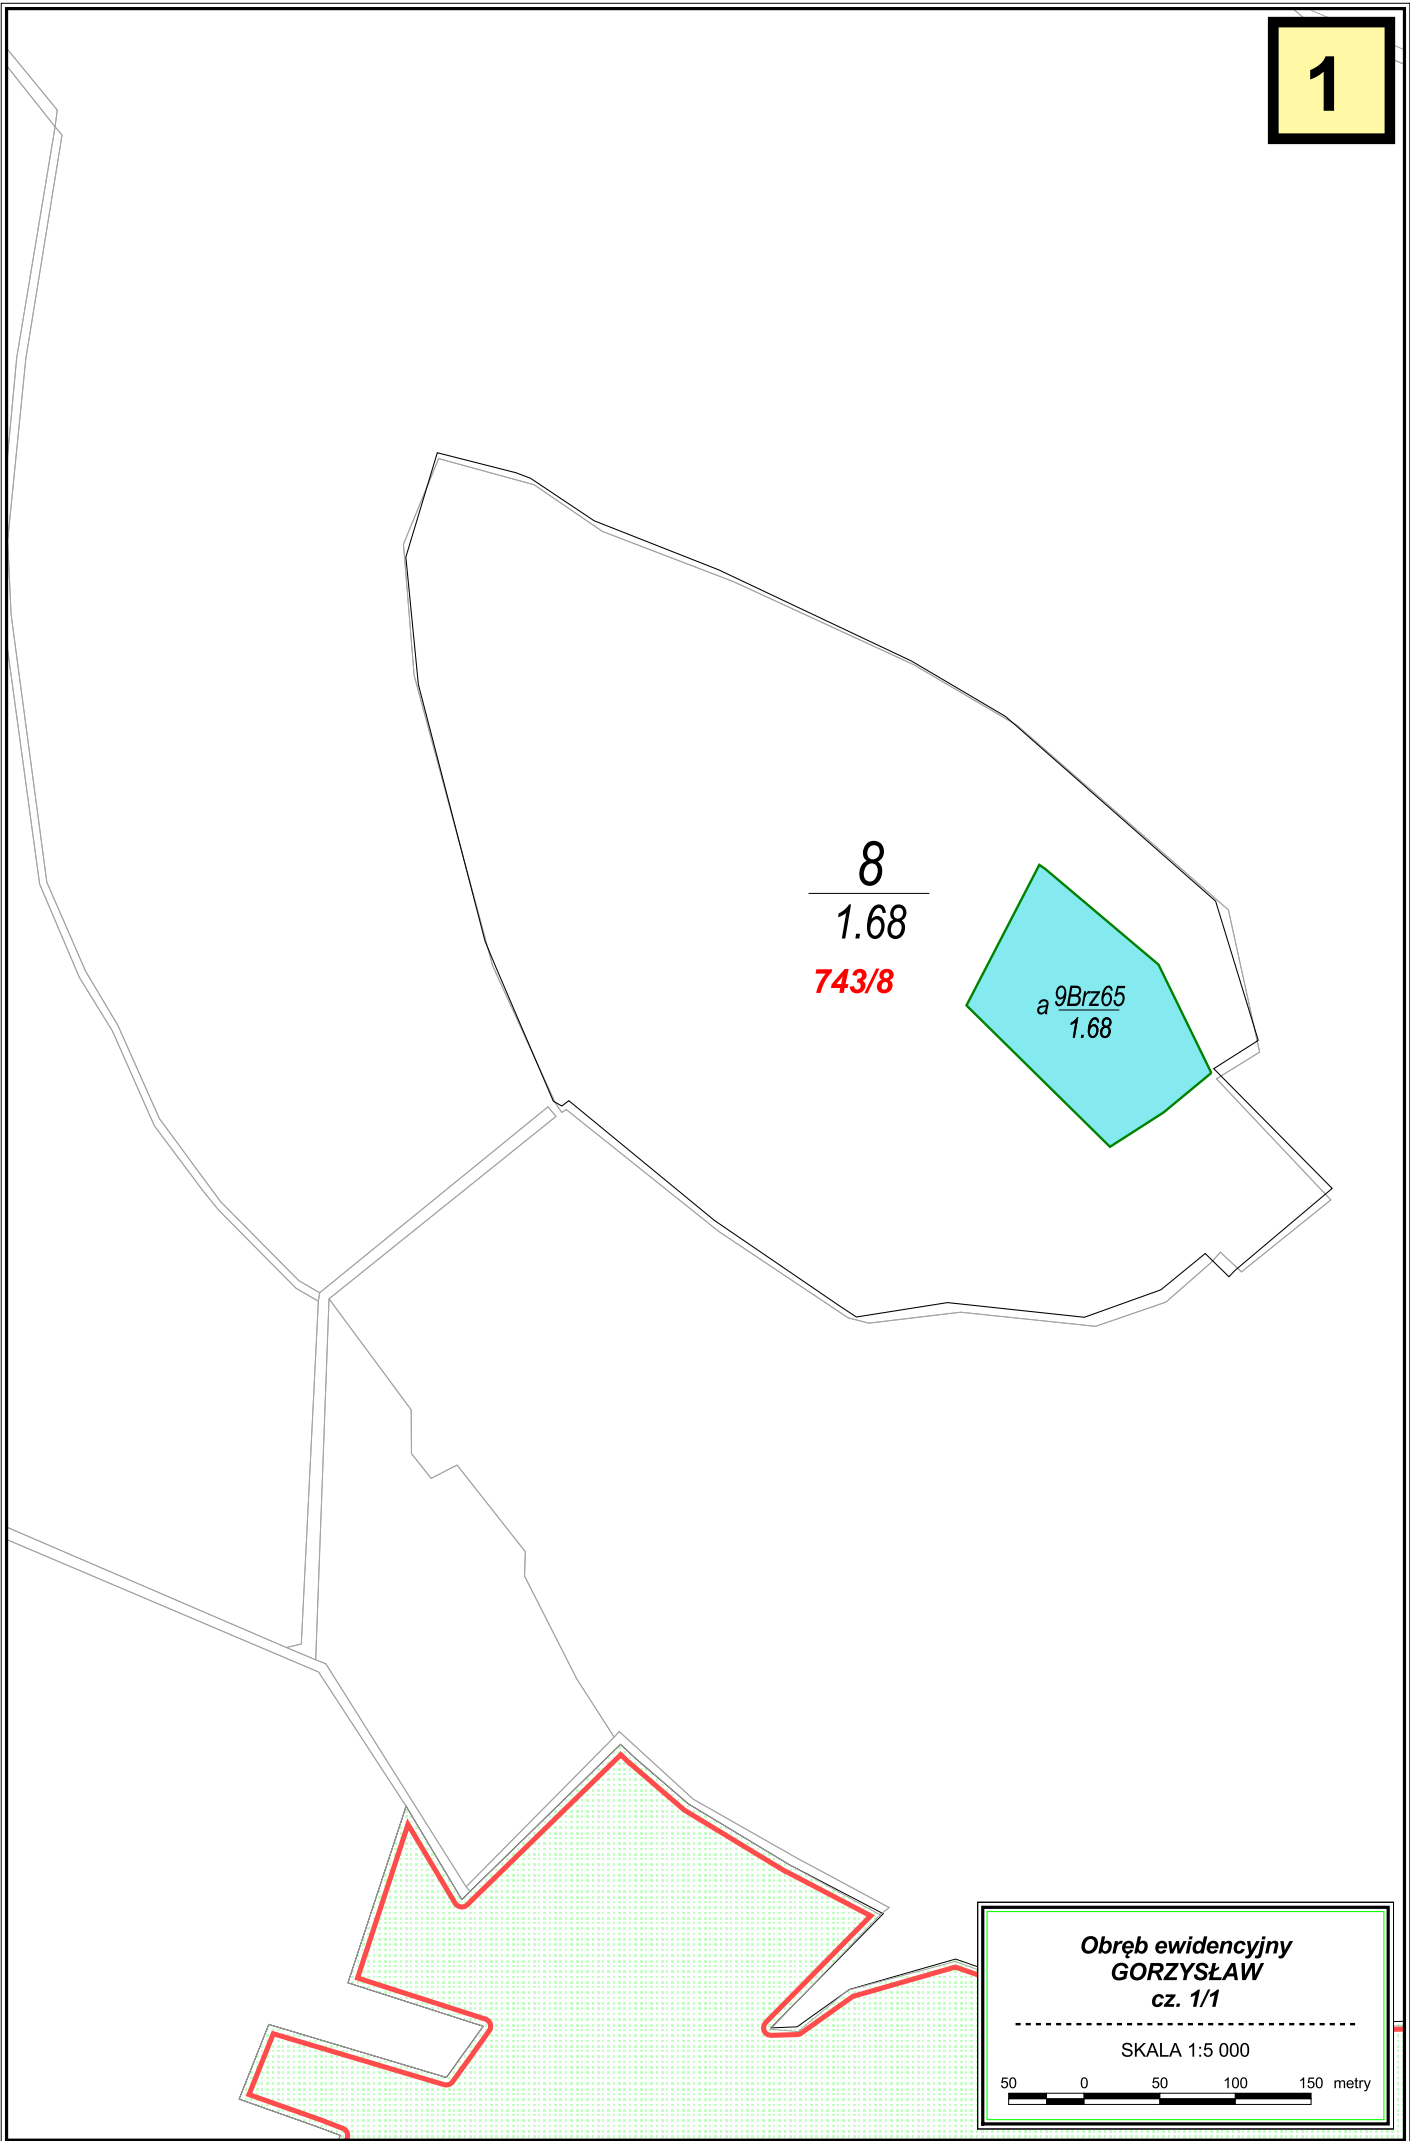 1
8
1.68
743/8
a 9Brz65
1.68
Obręb ewidencyjny
GORZYSŁAW
cz. 1/1
SKALA 1:5 000
50 0 50 100 150 metry